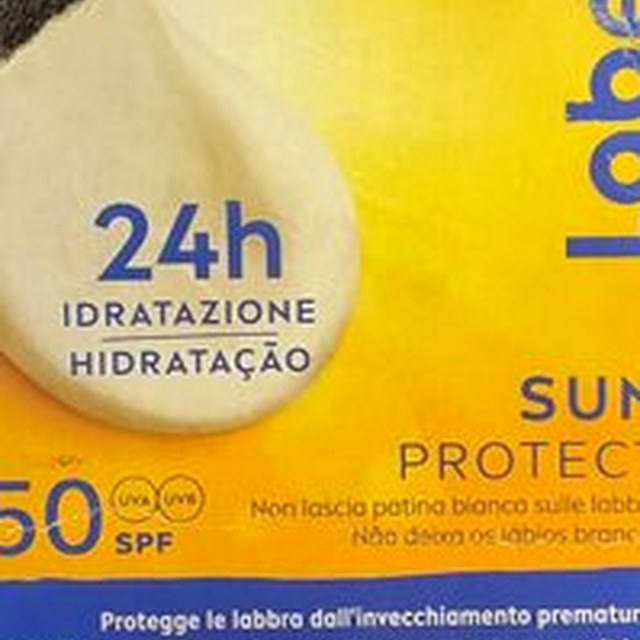 labe
24h
IDRATAZIONE
HIDRATAÇÃO
SUN
PROTECT
50
UVA UVB
SPF
Non lascia patina bianca sulle labb
Não deixa os lábios branc
Protegge le labbra dall'invecchiamento prematur